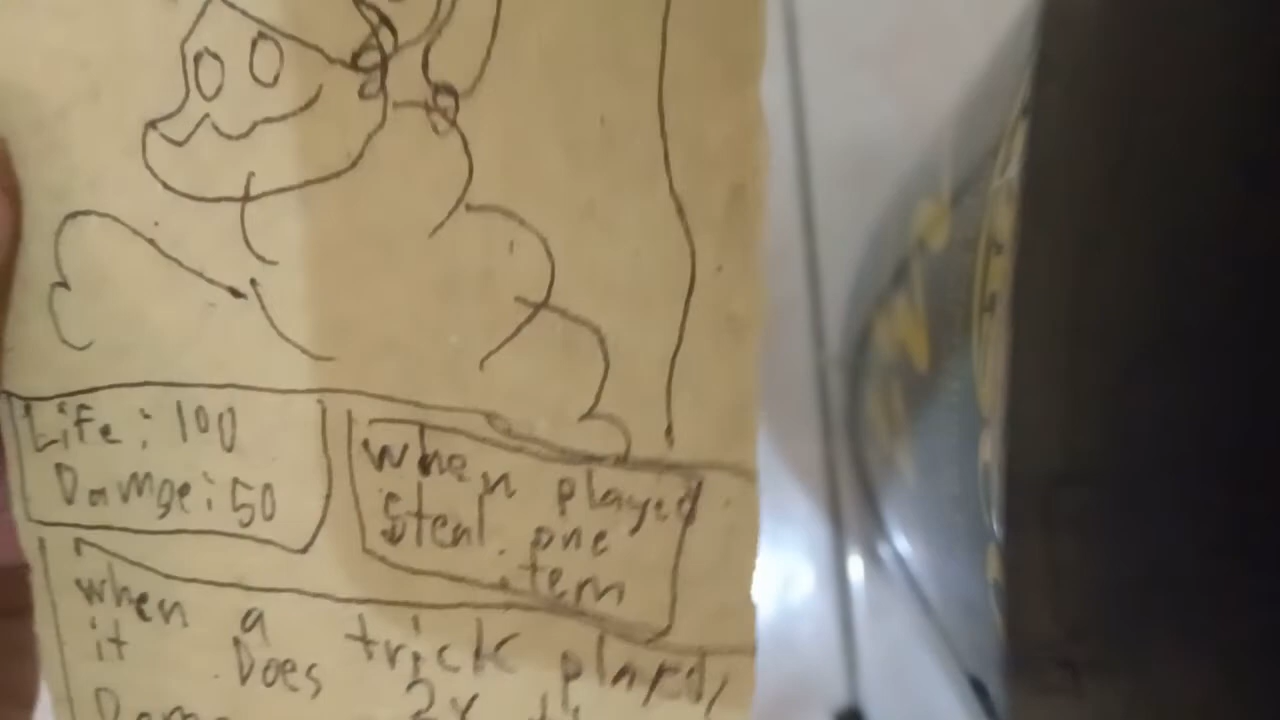 Life: 100
Damge: 50
when played
Steal one
item
when a trick played,
it Does 2x